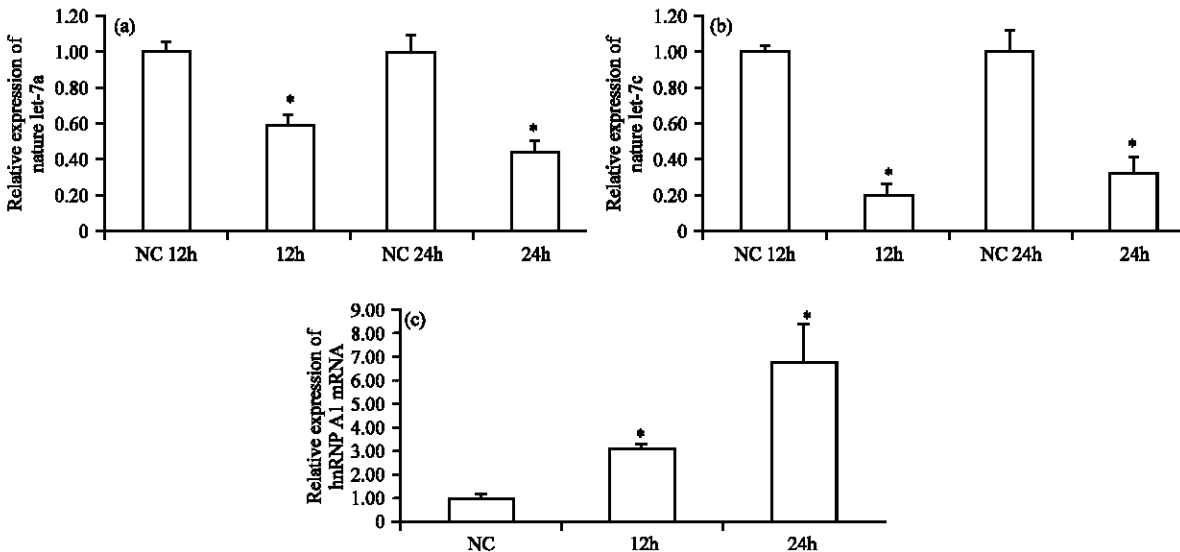 (a)
Relative expression of
nature let-7a
1.20
1.00
0.80
0.60
0.40
0.20
0
*
*
NC 12h 12h NC 24h 24h
(b)
Relative expression of
nature let-7c
1.20
1.00
0.80
0.60
0.40
0.20
0
*
*
NC 12h 12h NC 24h 24h
(c)
Relative expression of
hnRNP A1 mRNA
9.00
8.00
7.00
6.00
5.00
4.00
3.00
2.00
1.00
0
*
*
NC 12h 24h